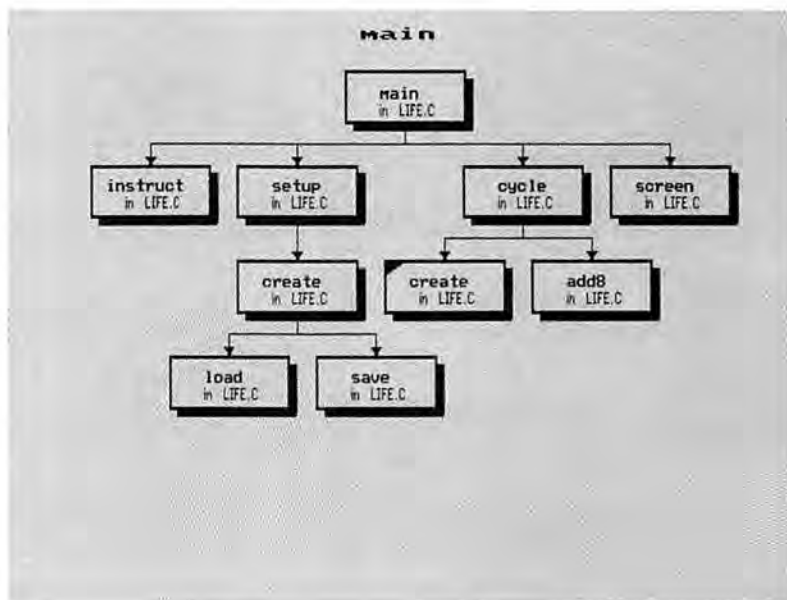 main
main
in LIFE.C
instruct
in LIFE.C
setup
in LIFE.C
cycle
in LIFE.C
screen
in LIFE.C
create
in LIFE.C
create
in LIFE.C
add8
in LIFE.C
load
in LIFE.C
save
in LIFE.C